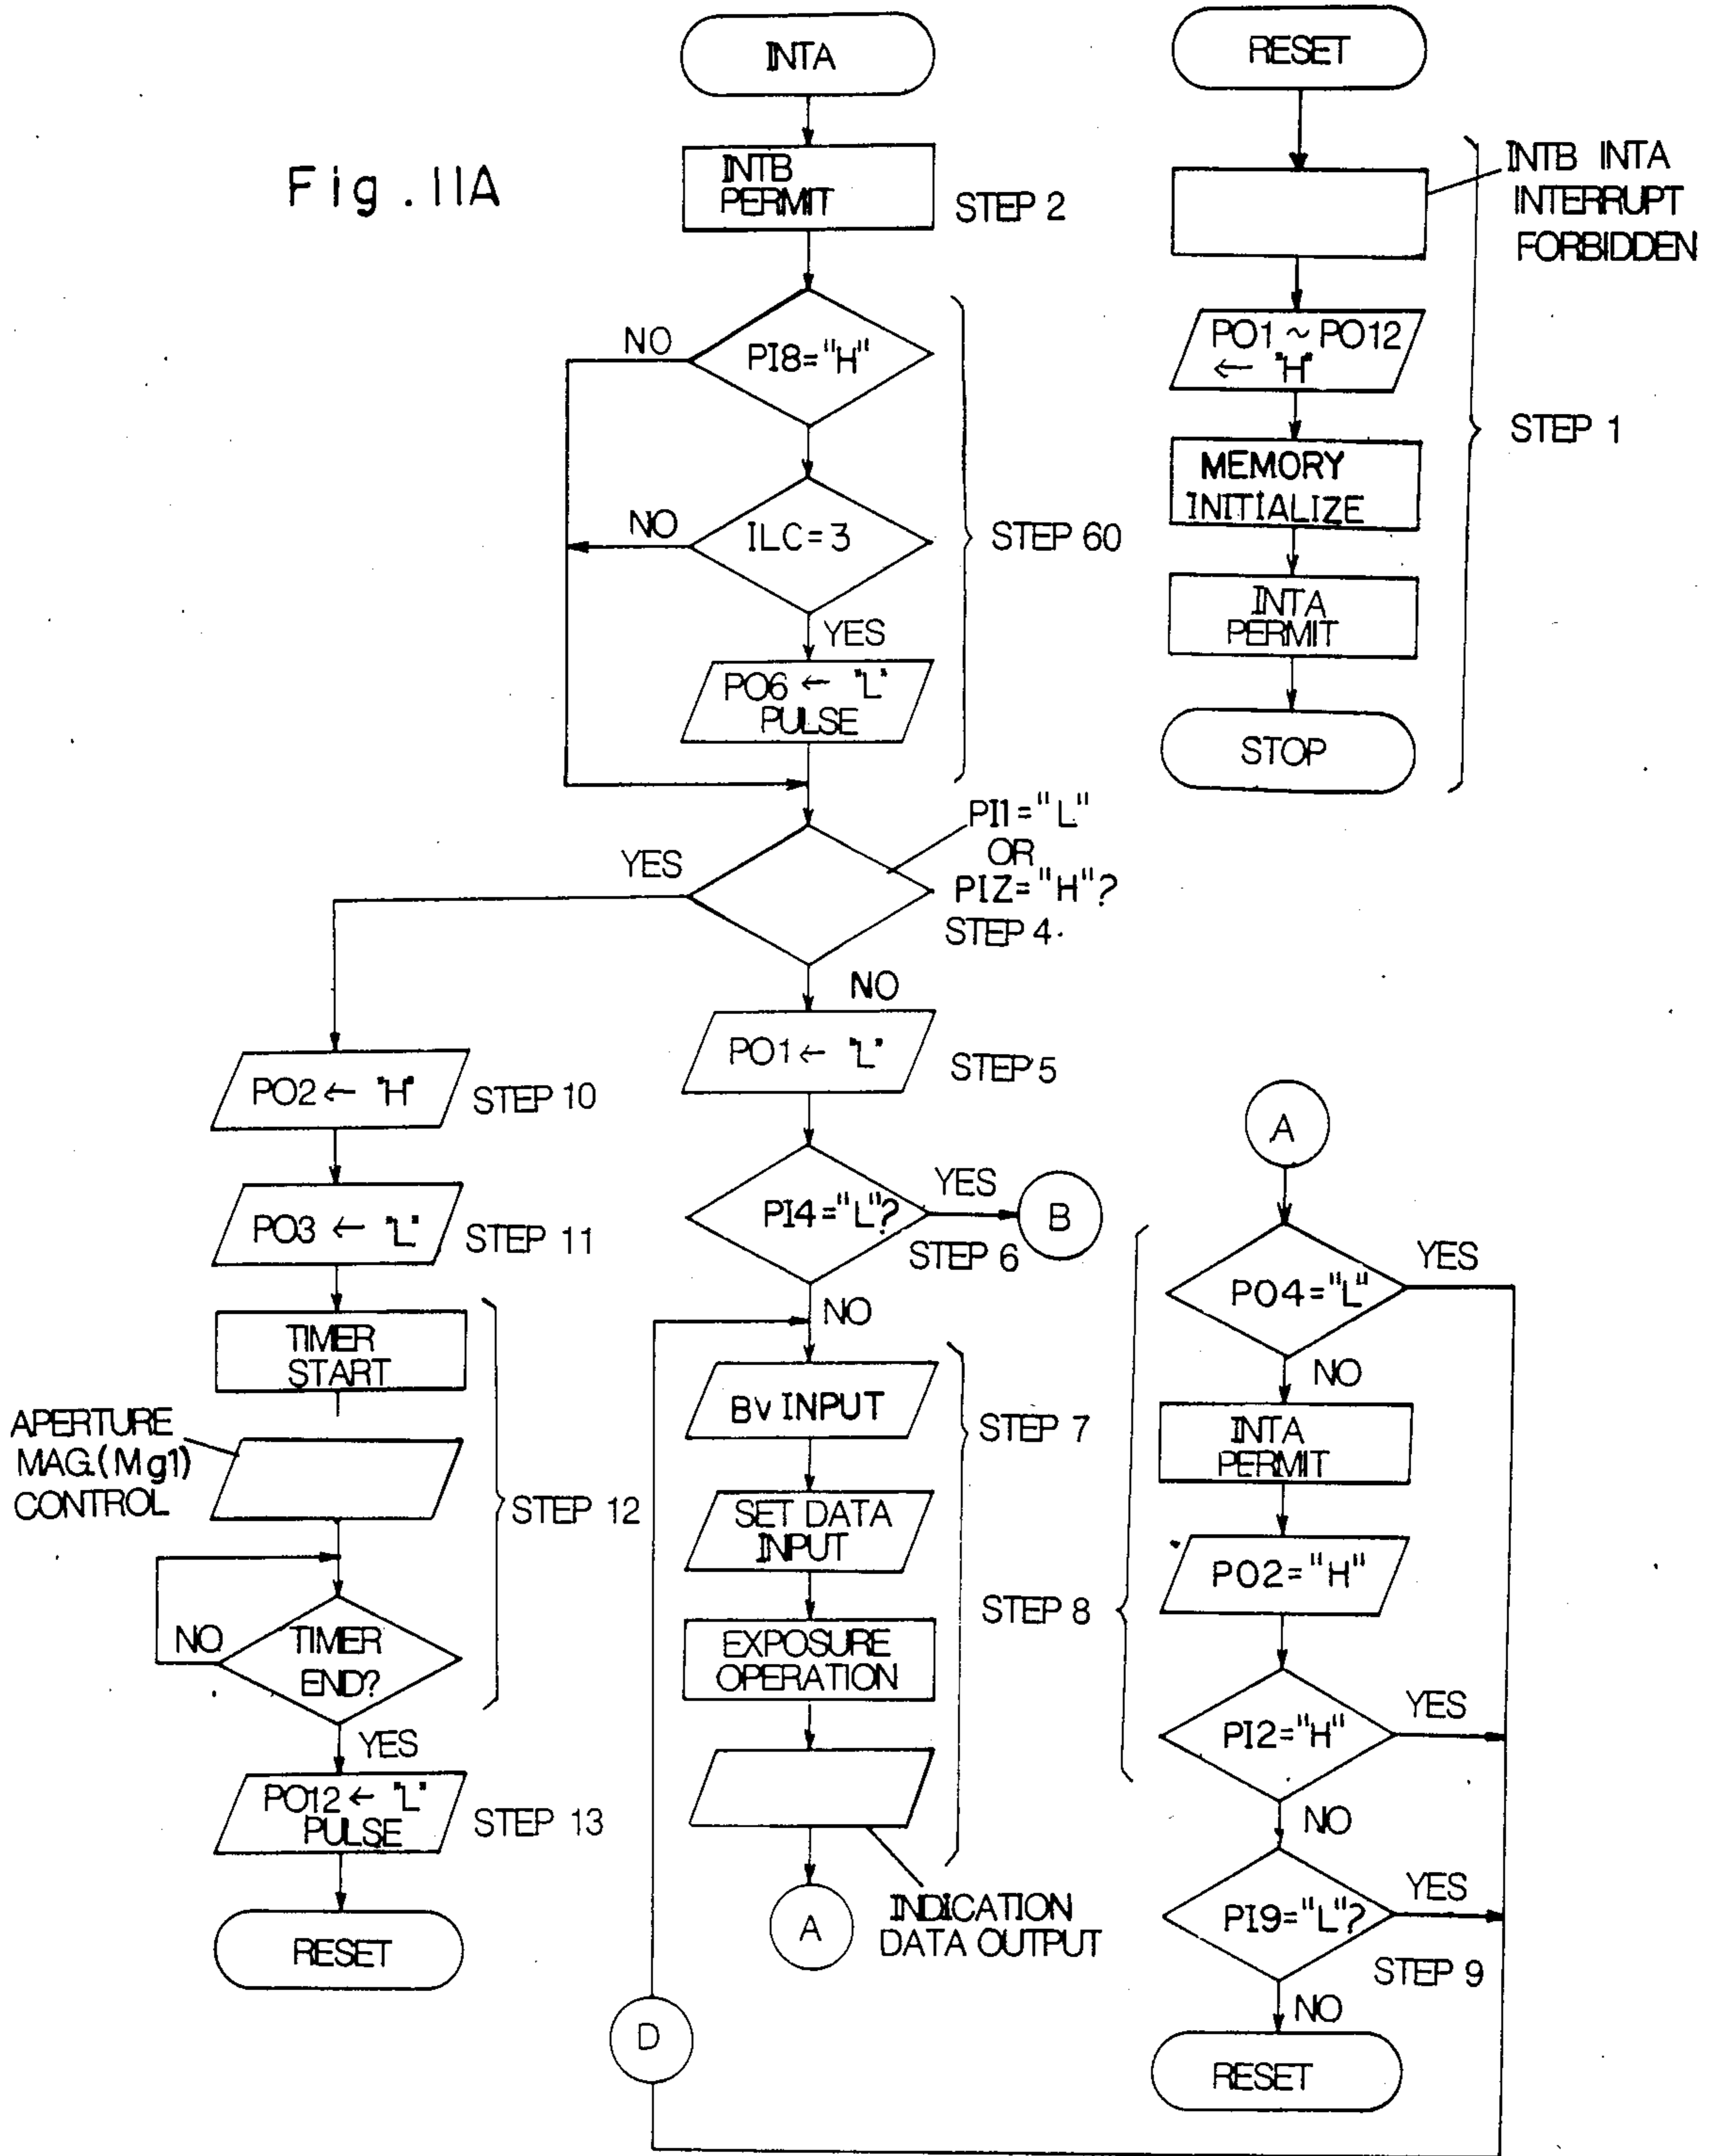 Fig. 11A
INTA
INTB
PERMIT
STEP 2
PI8="H"
NO
ILC=3
NO
YES
STEP 60
PO6 ← "L"
PULSE
PI1="L"
OR
PIZ="H"?
STEP 4.
YES
NO
PO1 ← "L"
STEP 5
PI4="L"?
YES
B
STEP 6
NO
BV INPUT
SET DATA
INPUT
EXPOSURE
OPERATION
STEP 7
INDICATION
DATA OUTPUT
A
D
PO2 ← "H"
STEP 10
PO3 ← "L"
STEP 11
TIMER
START
APERTURE
MAG.(Mg1)
CONTROL
STEP 12
NO
TIMER
END?
YES
PO12 ← "L"
PULSE
STEP 13
RESET
RESET
INTB INTA
INTERRUPT
FORBIDDEN
PO1 ~ PO12
← "H"
MEMORY
INITIALIZE
STEP 1
INTA
PERMIT
STOP
A
PO4="L"
YES
NO
INTA
PERMIT
PO2="H"
STEP 8
PI2="H"
YES
NO
PI9="L"?
YES
STEP 9
NO
RESET